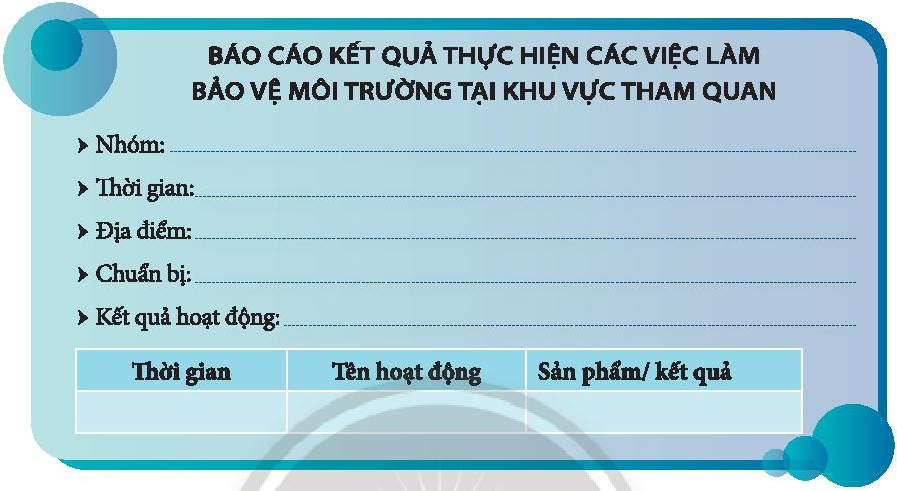 BÁO CÁO KẾT QUẢ THỰC HIỆN CÁC VIỆC LÀM
BẢO VỆ MÔI TRƯỜNG TẠI KHU VỰC THAM QUAN
Nhóm:
Thời gian:
Địa điểm:
Chuẩn bị:
Kết quả hoạt động:
Thời gian Tên hoạt động Sản phẩm/ kết quả